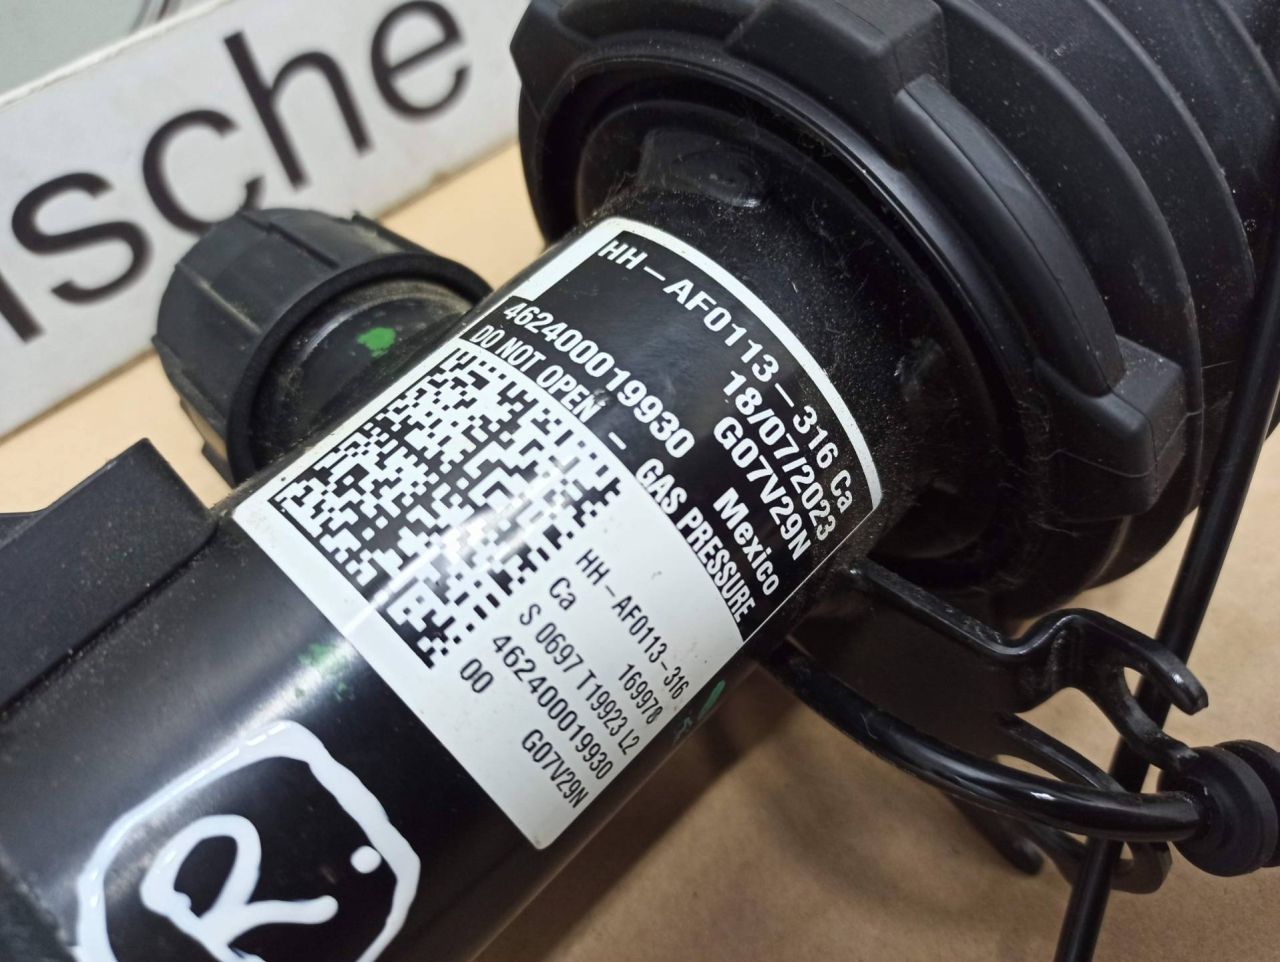 ische
HH-AF0113-316 Ca
18/07/2023
G07V29N
462400019930 Mexico
DO NOT OPEN - GAS PRESSURE
HH-AF0113-316
Ca 169978
S 0697 T19923 L2
462400019930
00 G07V29N
R.